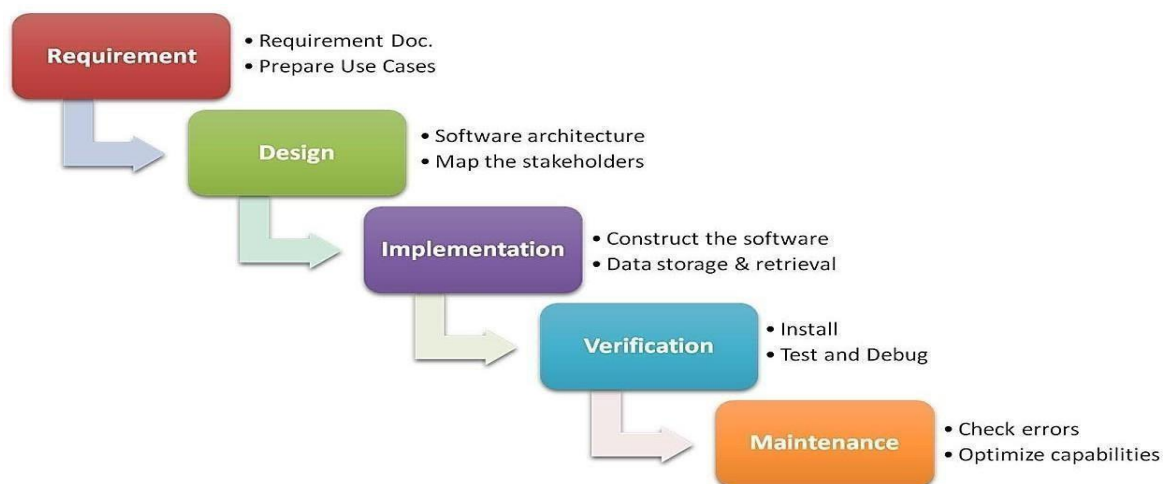 Requirement
• Requirement Doc.
• Prepare Use Cases
Design
• Software architecture
• Map the stakeholders
Implementation
• Construct the software
• Data storage & retrieval
Verification
• Install
• Test and Debug
Maintenance
• Check errors
• Optimize capabilities